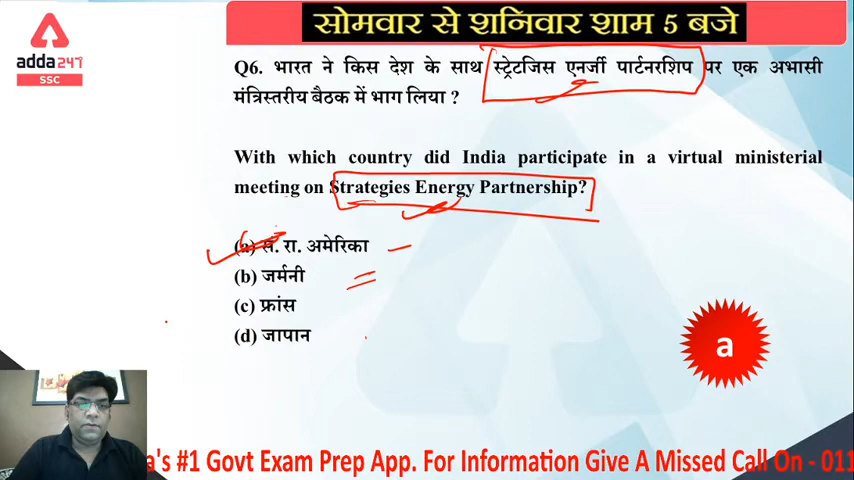 सोमवार से शनिवार शाम 5 बजे
adda247
SSC
Q6. भारत ने किस देश के साथ स्ट्रेटजिस एनर्जी पार्टनरशिप पर एक अभासी
मंत्रिस्तरीय बैठक में भाग लिया ?
With which country did India participate in a virtual ministerial
meeting on Strategies Energy Partnership?
(a) सं. रा. अमेरिका
(b) जर्मनी
(c) फ्रांस
(d) जापान
a
a's #1 Govt Exam Prep App. For Information Give A Missed Call On - 011